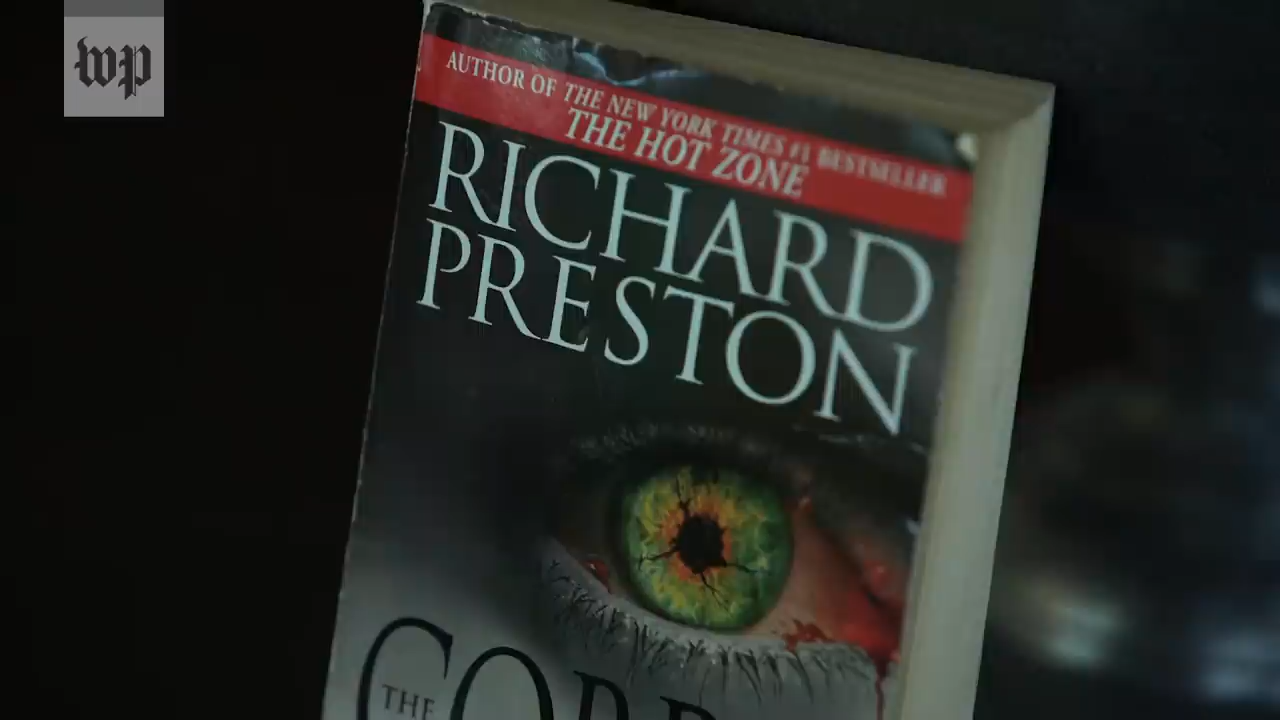 wp
AUTHOR OF THE NEW YORK TIMES #1 BESTSELLER
THE HOT ZONE
RICHARD
PRESTON
THE